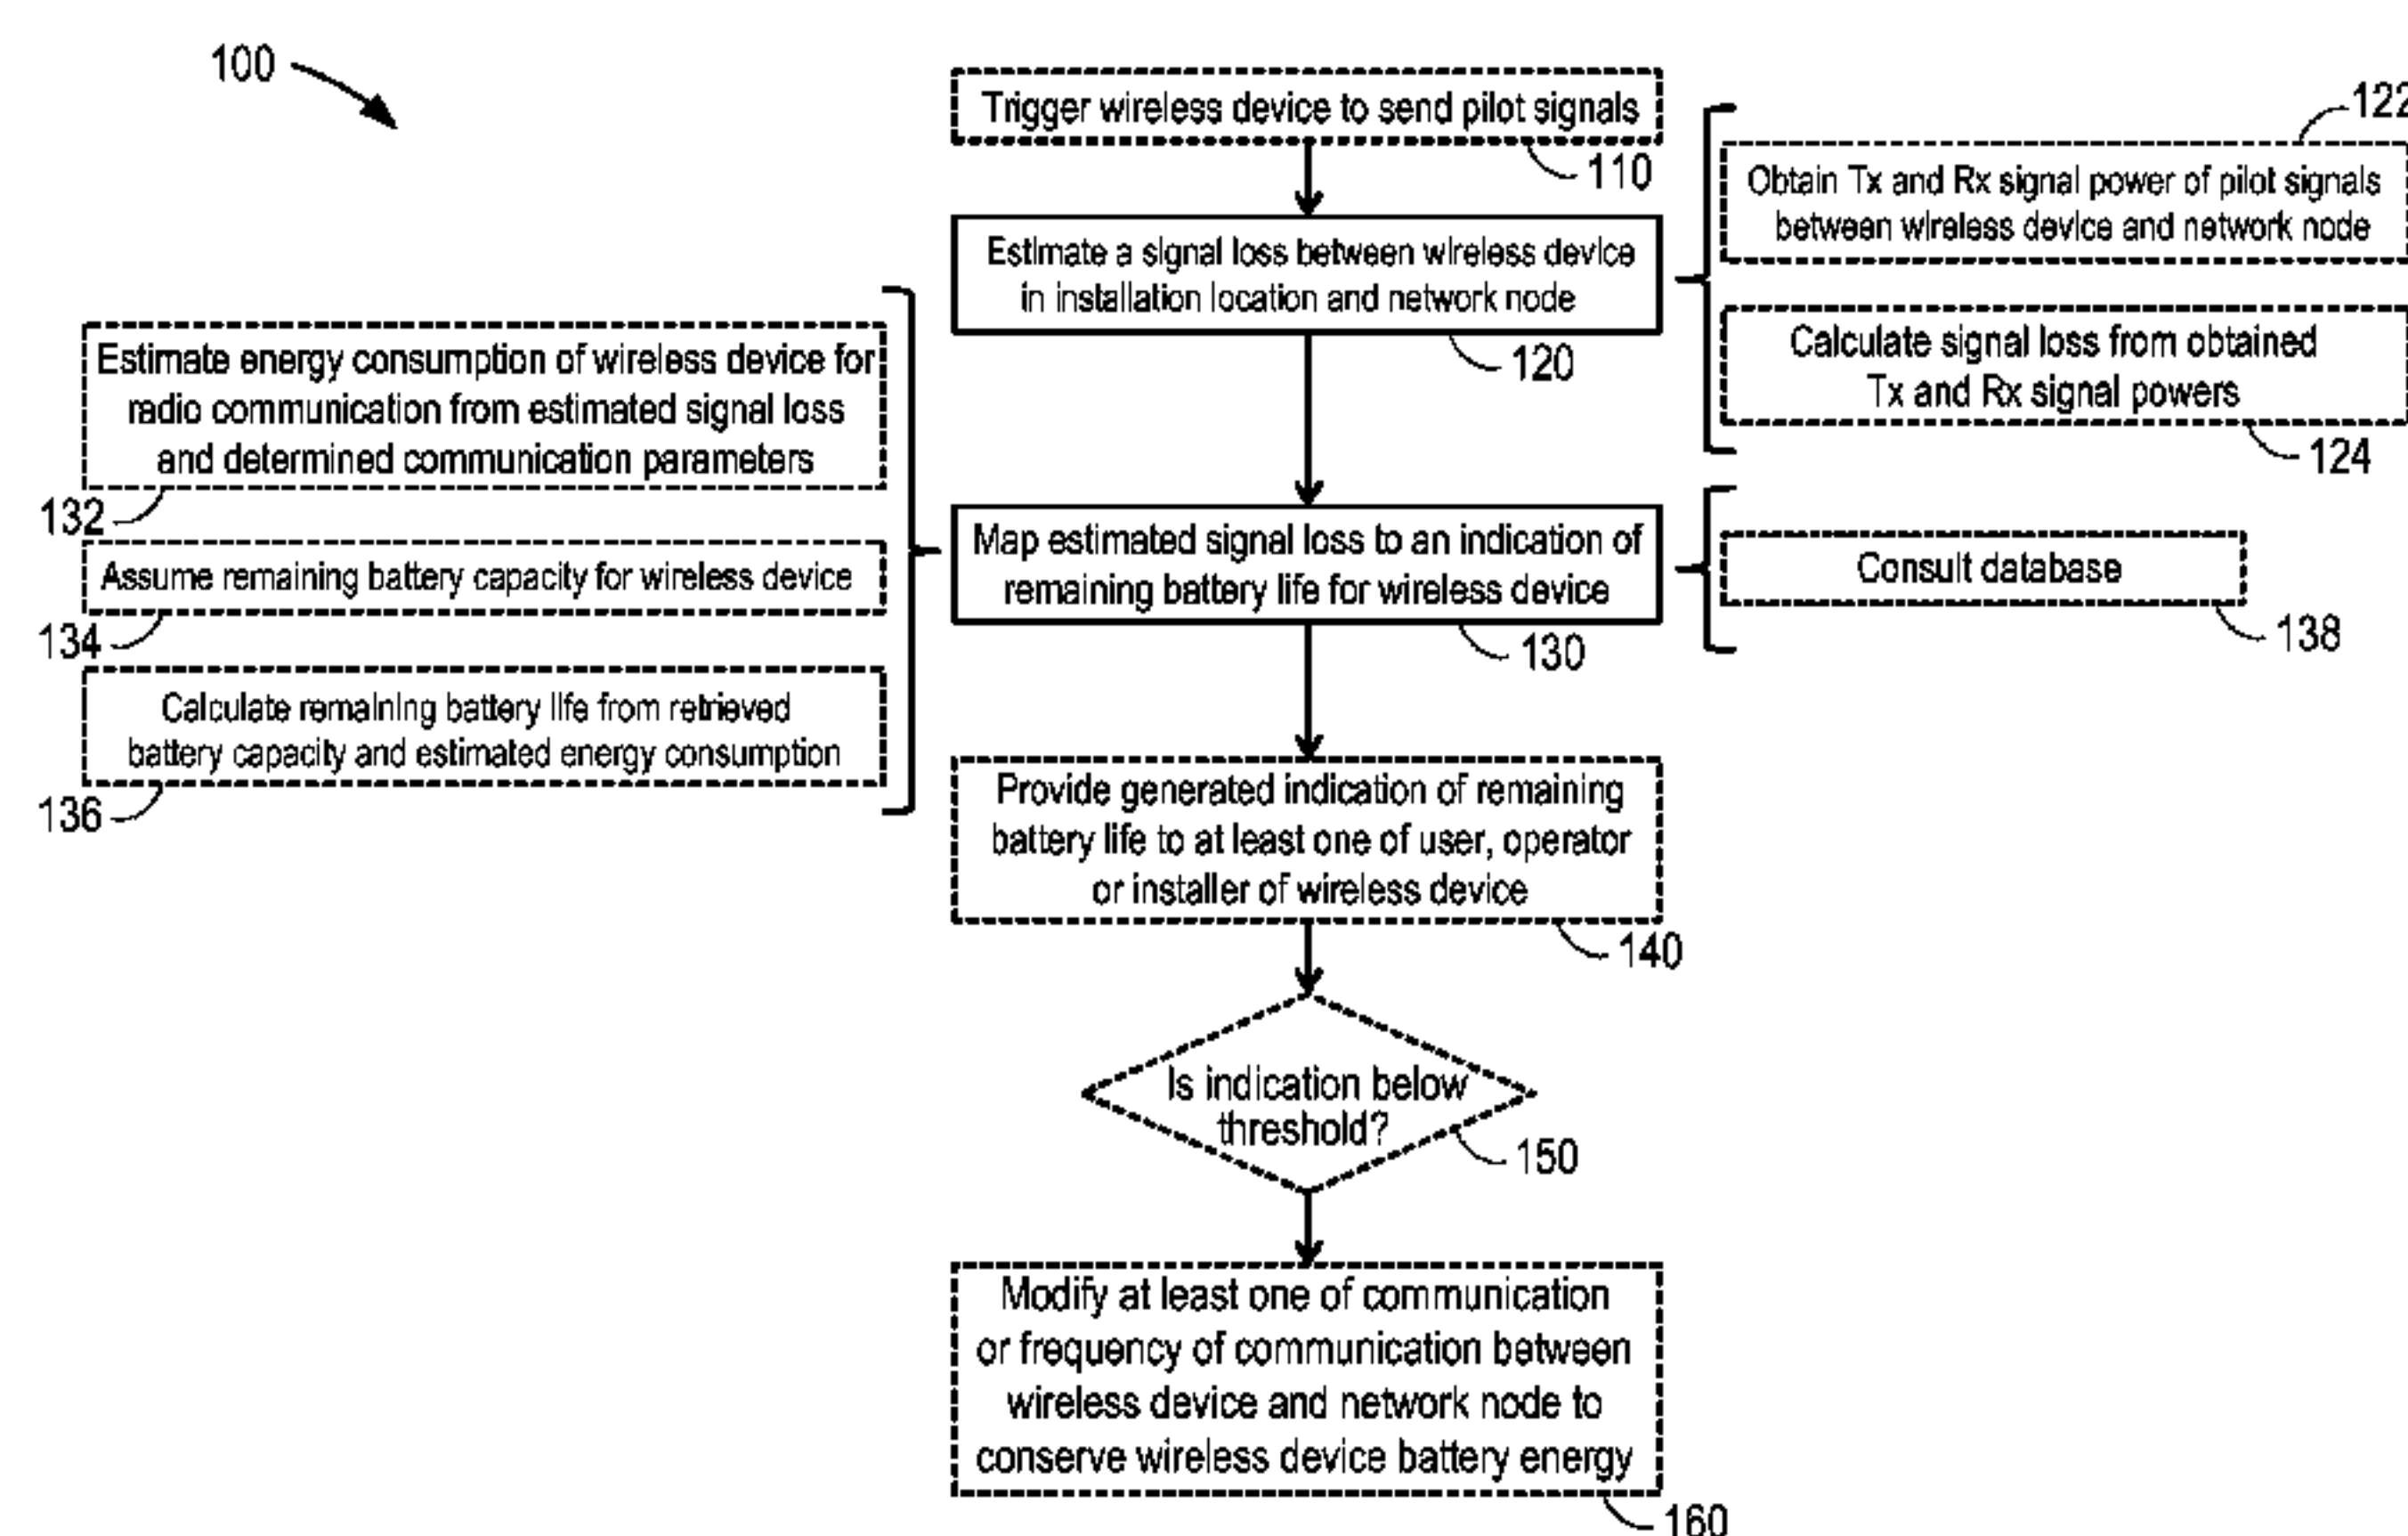 100
Trigger wireless device to send pilot signals
110
122
Obtain Tx and Rx signal power of pilot signals
between wireless device and network node
Estimate a signal loss between wireless device
in installation location and network node
120
Calculate signal loss from obtained
Tx and Rx signal powers
124
Estimate energy consumption of wireless device for
radio communication from estimated signal loss
and determined communication parameters
132
Assume remaining battery capacity for wireless device
134
Calculate remaining battery life from retrieved
battery capacity and estimated energy consumption
136
Map estimated signal loss to an indication of
remaining battery life for wireless device
130
Consult database
138
Provide generated indication of remaining
battery life to at least one of user, operator
or installer of wireless device
140
Is indication below
threshold?
150
Modify at least one of communication
or frequency of communication between
wireless device and network node to
conserve wireless device battery energy
160